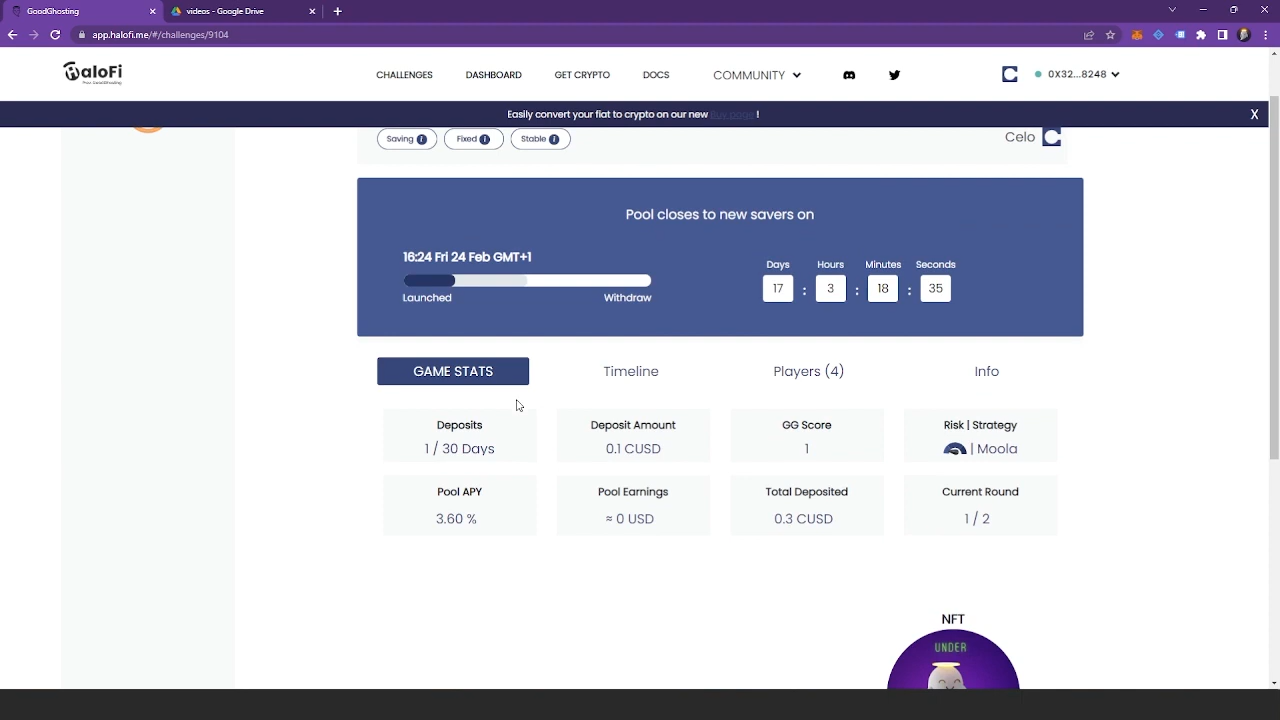 GoodGhosting
videos - Google Drive
app.halofi.me/#/challenges/9104
HaloFi
CHALLENGES
DASHBOARD
GET CRYPTO
DOCS
COMMUNITY
0X32...8248
Easily convert your fiat to crypto on our new Buy page !
X
Saving
Fixed
Stable
Celo
Pool closes to new savers on
16:24 Fri 24 Feb GMT+1
Launched
Withdraw
Days
Hours
Minutes
Seconds
17 : 3 : 18 : 35
GAME STATS
Timeline
Players (4)
Info
Deposits
1 / 30 Days
Deposit Amount
0.1 CUSD
GG Score
1
Risk | Strategy
| Moola
Pool APY
3.60 %
Pool Earnings
≈ 0 USD
Total Deposited
0.3 CUSD
Current Round
1 / 2
NFT
UNDER